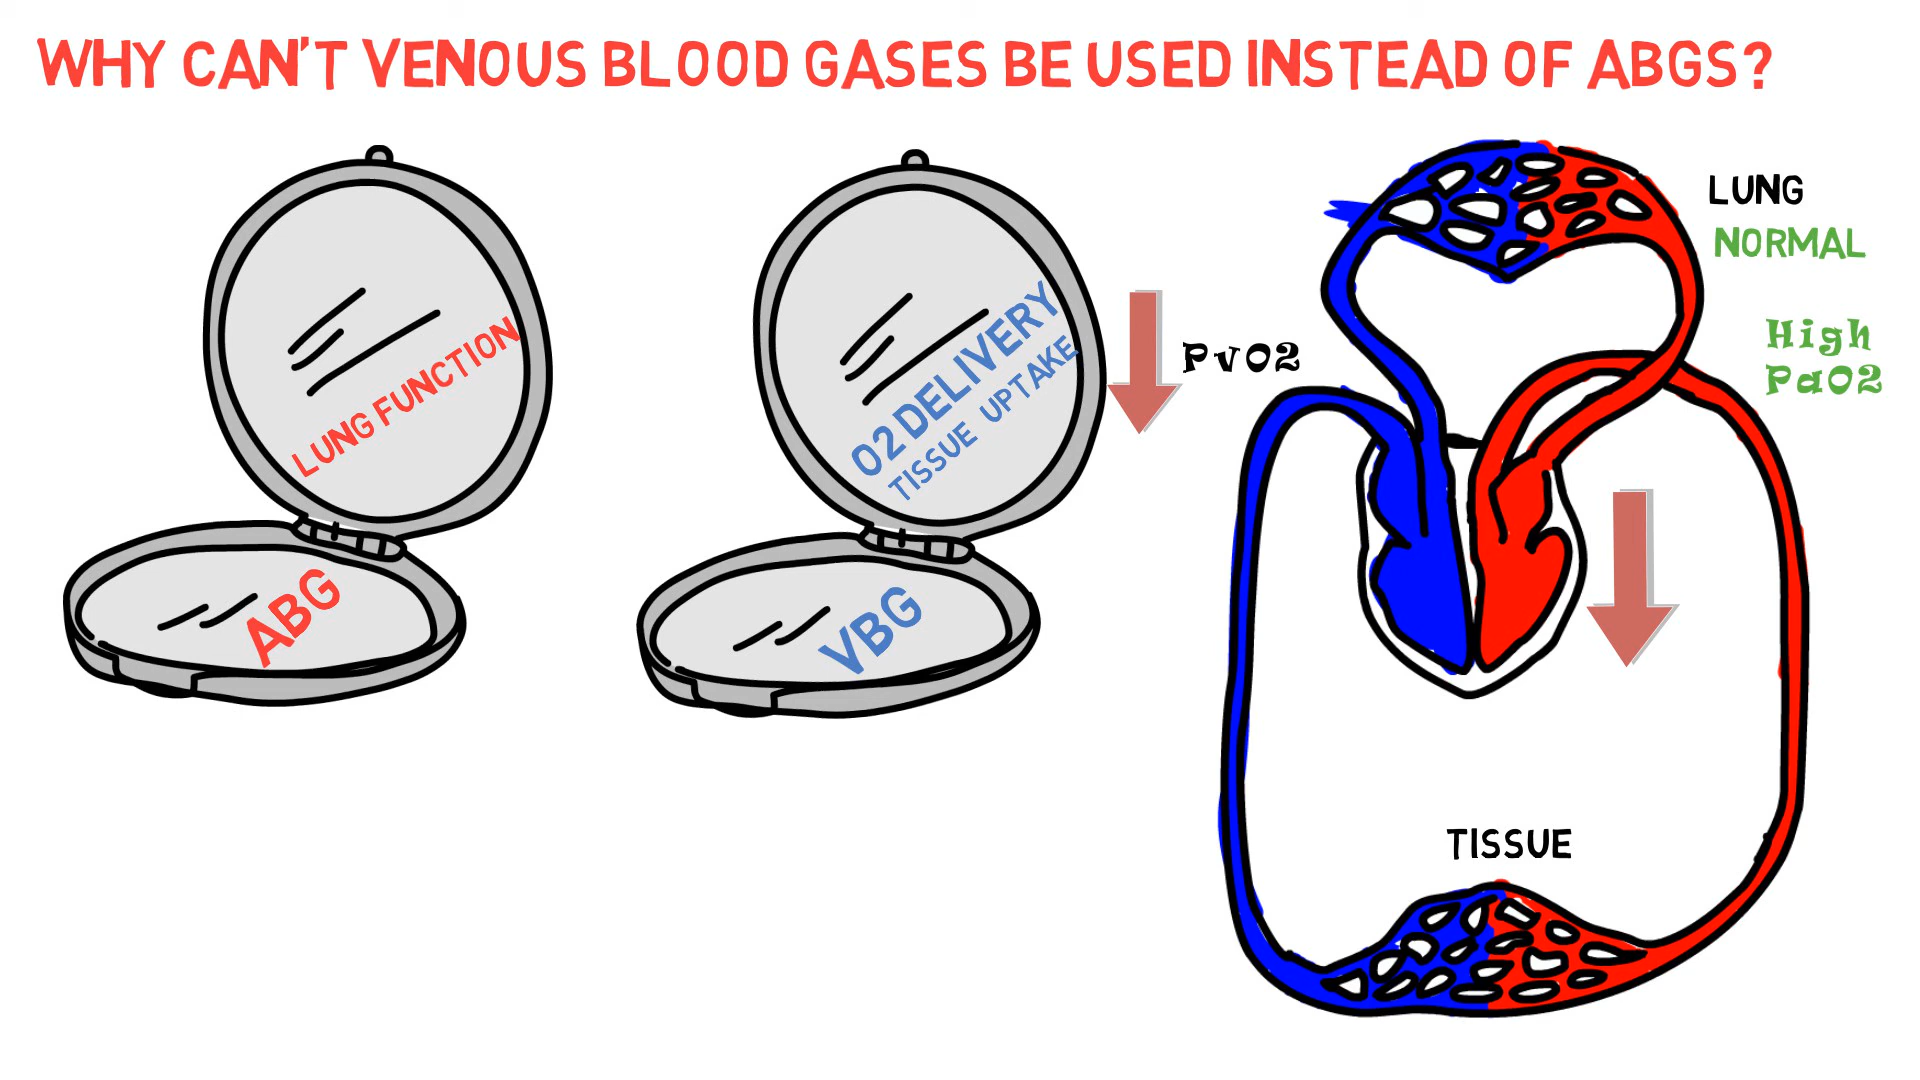 WHY CAN'T VENOUS BLOOD GASES BE USED INSTEAD OF ABGS?
LUNG FUNCTION
ABG
O2 DELIVERY
TISSUE UPTAKE
VBG
PvO2
LUNG
NORMAL
High
PaO2
TISSUE